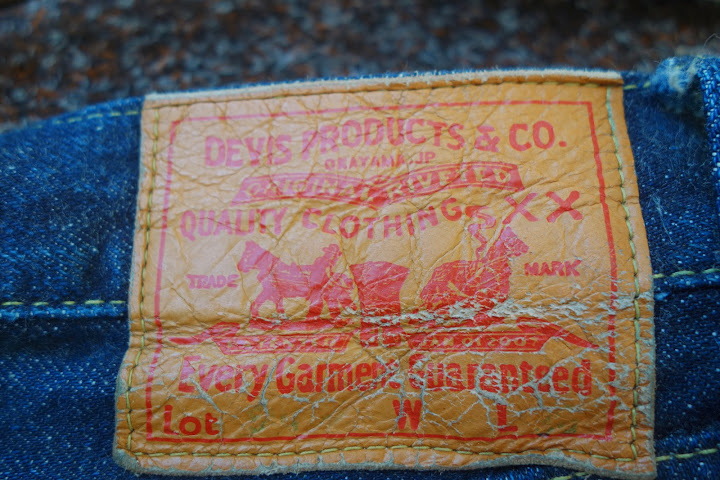 DEVIS PRODUCTS & CO.
OKAYAMA JP
QUALITY CLOTHING XX
TRADE MARK
Every Garment Guaranteed
Lot W L